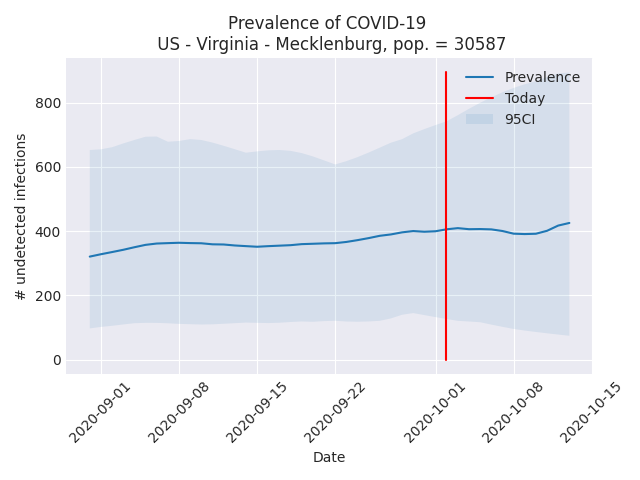 Prevalence of COVID-19
US - Virginia - Mecklenburg, pop. = 30587
Prevalence
Today
95CI
# undetected infections
800
600
400
200
0
2020-09-01
2020-09-08
2020-09-15
2020-09-22
2020-10-01
2020-10-08
2020-10-15
Date